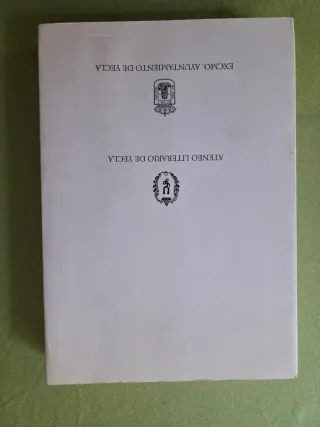 ATENEO LITERARIO DE YECLA
EXCMO. AYUNTAMIENTO DE YECLA